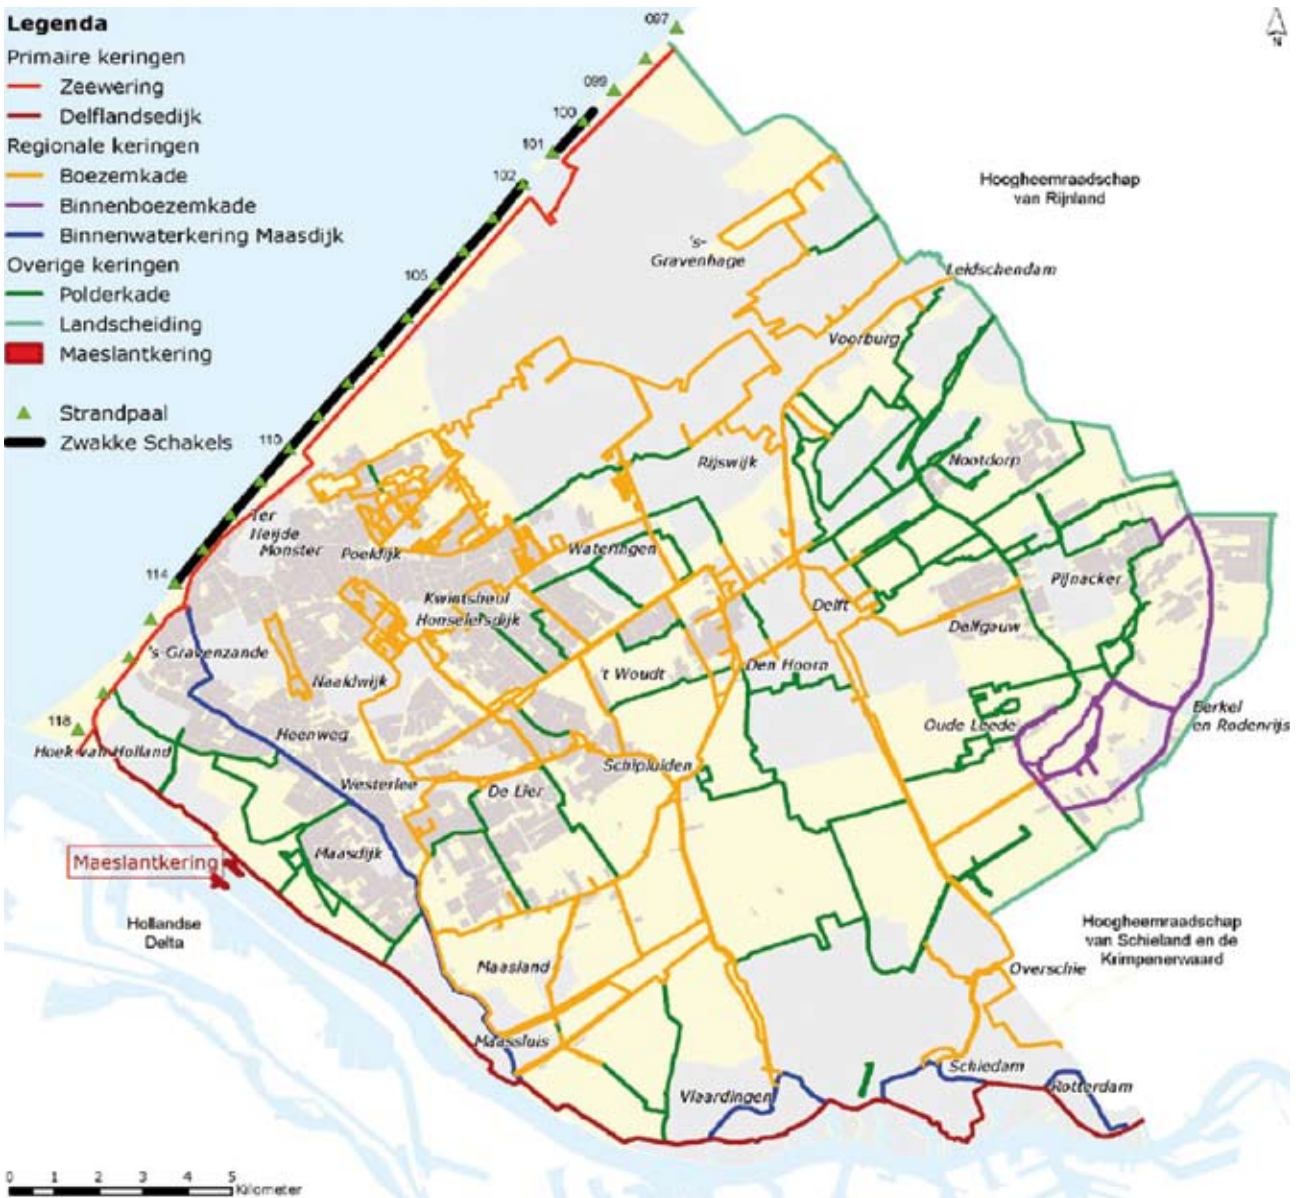 Legenda
Primaire keringen
Zeewering
Delflandsedijk
Regionale keringen
Boezemkade
Binnenboezemkade
Binnenwaterkering Maasdijk
Overige keringen
Polderkade
Landscheiding
Maeslantkering
Strandpaal
Zwakke Schakels
097
099
100
101
102
105
110
114
118
N
Hoogheemraadschap
van Rijnland
's-
Gravenhage
Leidschendam
Voorburg
Rijswijk
Nootdorp
Ter
Heijde
Monster
Poeldijk
Wateringen
Kwintsheul
Honselersdijk
Pijnacker
Delft
Delfgauw
's-Gravenzande
Naaldwijk
't Woudt
Den Hoorn
Berkel
en Rodenrijs
Oude Leede
Heenweg
Hoek van Holland
Westerlee
De Lier
Schipluiden
Maasdijk
Maeslantkering
Hollandse
Delta
Hoogheemraadschap
van Schieland en de
Krimpenerwaard
Maasland
Overschie
Maassluis
Schiedam
Vlaardingen
Rotterdam
0 1 2 3 4 5
Kilometer